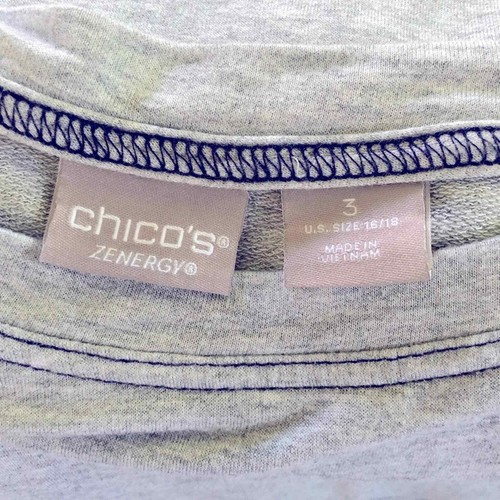 chico's®
ZENERGY®
3
U.S. SIZE:16/18
MADE IN
VIETNAM